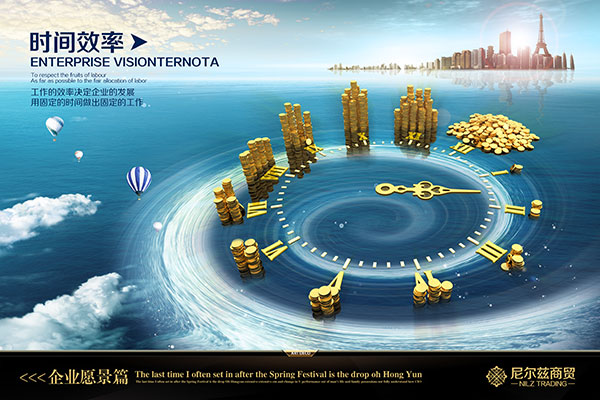 时间效率
ENTERPRISE VISIONTERNOTA
To respect the fruits of labour
As far as possible to the fair allocation of labor
工作的效率决定企业的发展
用固定的时间做出固定的工作
<<< 企业愿景篇
The last time I often set in after the Spring Festival is the drop oh Hong Yun
尼尔兹商贸
NILZ TRADING